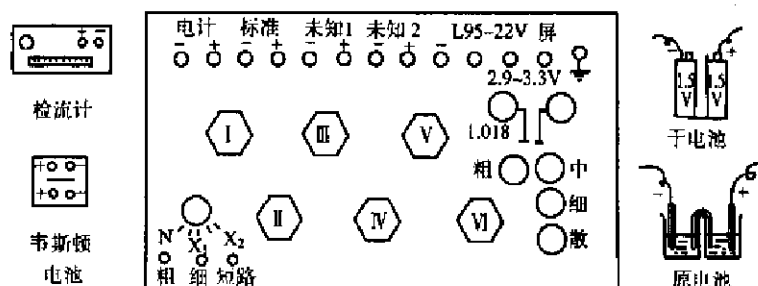 电计 标准 未知1 未知2 L95~22V 屏
- + - + - + - + -
2.9~3.3V
1.018
I Ⅲ V
粗 中
细
散
Ⅱ Ⅳ Ⅵ
N X₁ X₂
粗 细 短路
- +
检流计
+ -
+ -
韦斯顿
电池
- +
1.5 1.5
V V
干电池
- +
原电池